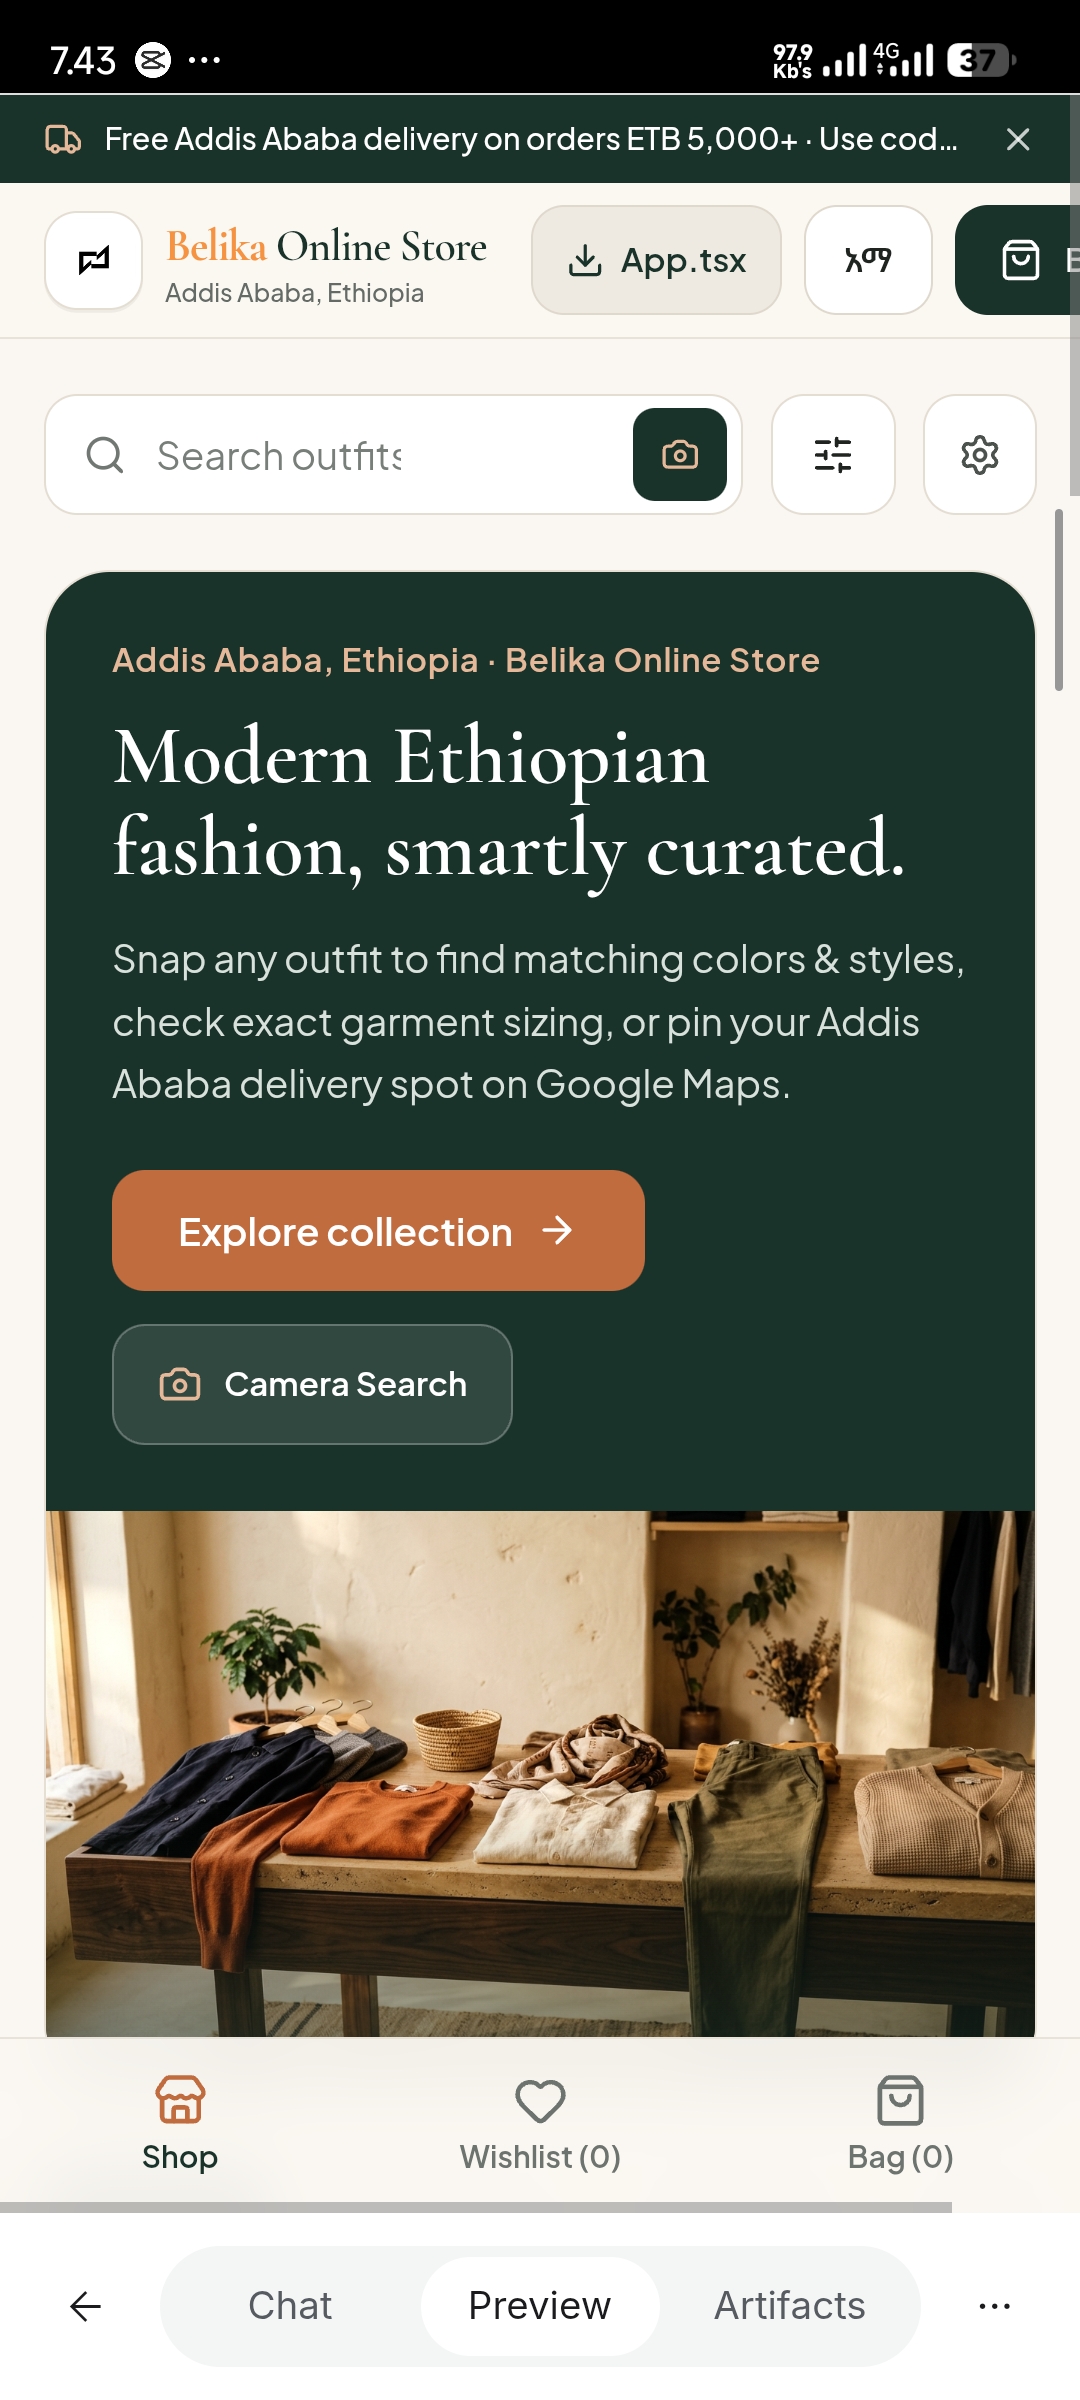 7.43
97.9 Kb's
4G
37
Free Addis Ababa delivery on orders ETB 5,000+ · Use cod...
Belika Online Store
Addis Ababa, Ethiopia
App.tsx
አማ
Search outfits
Addis Ababa, Ethiopia · Belika Online Store
Modern Ethiopian
fashion, smartly curated.
Snap any outfit to find matching colors & styles,
check exact garment sizing, or pin your Addis
Ababa delivery spot on Google Maps.
Explore collection
Camera Search
Shop
Wishlist (0)
Bag (0)
Chat
Preview
Artifacts